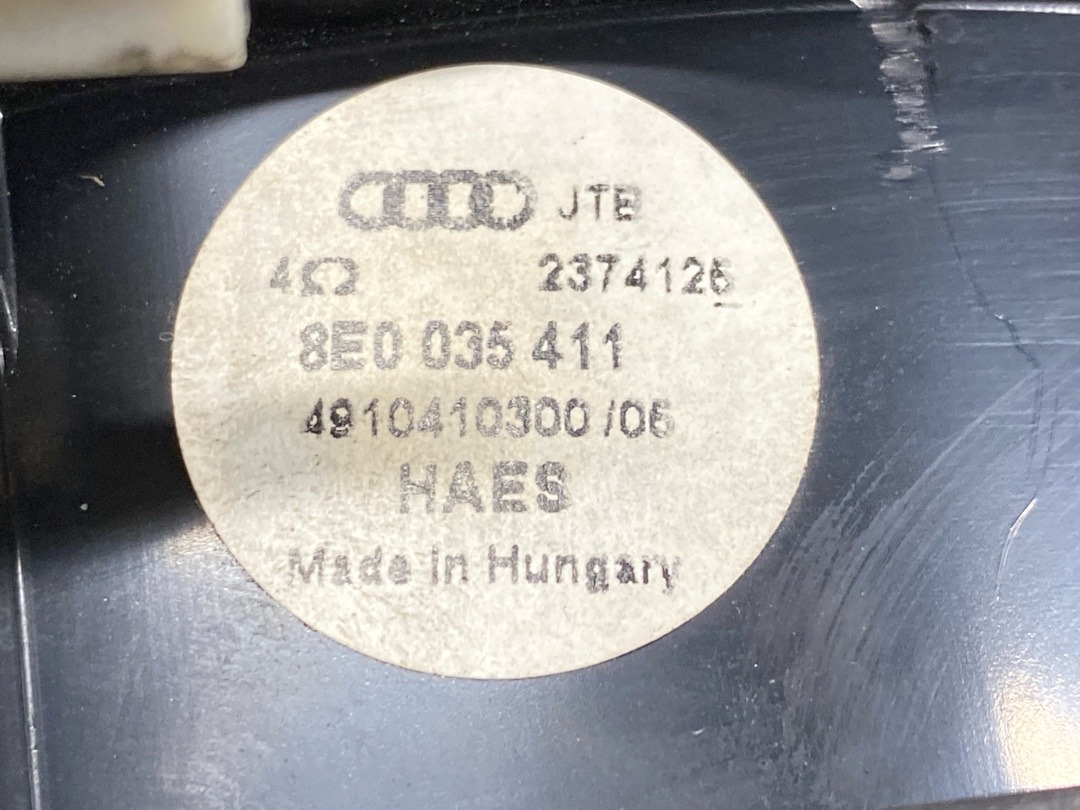 JTB
4Ω 2374126
8E0 035 411
4910410300 /05
HAES
Made in Hungary